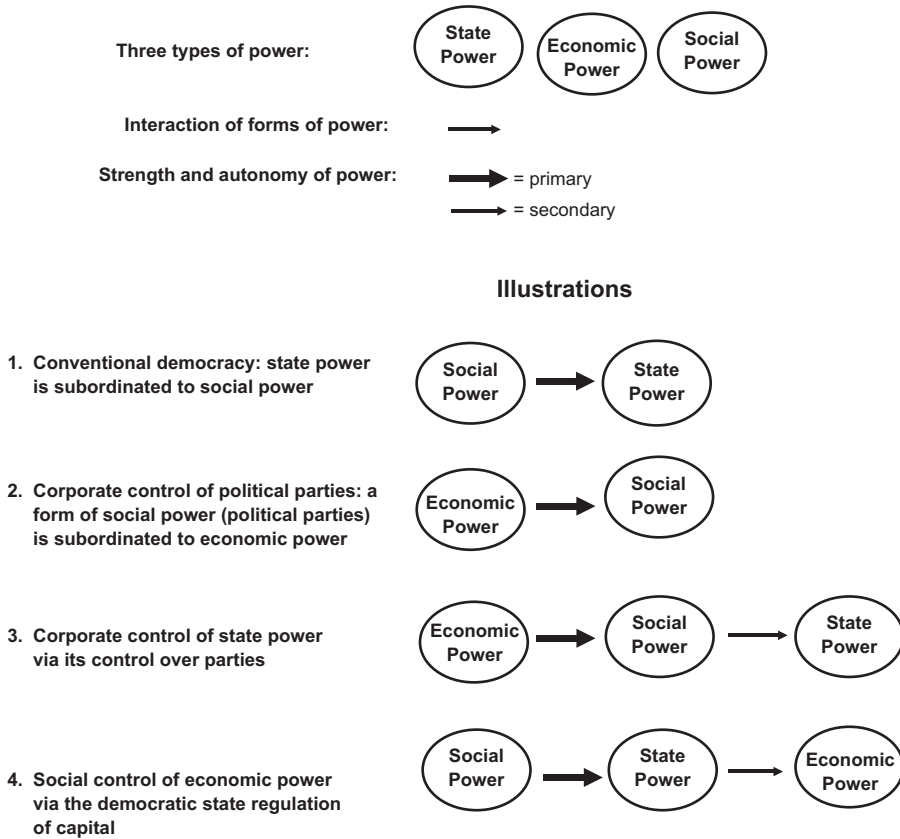 Three types of power:
State
Power
Economic
Power
Social
Power
Interaction of forms of power:
Strength and autonomy of power:
= primary
= secondary
Illustrations
1. Conventional democracy: state power
is subordinated to social power
Social
Power
State
Power
2. Corporate control of political parties: a
form of social power (political parties)
is subordinated to economic power
Economic
Power
Social
Power
3. Corporate control of state power
via its control over parties
Economic
Power
Social
Power
State
Power
4. Social control of economic power
via the democratic state regulation
of capital
Social
Power
State
Power
Economic
Power